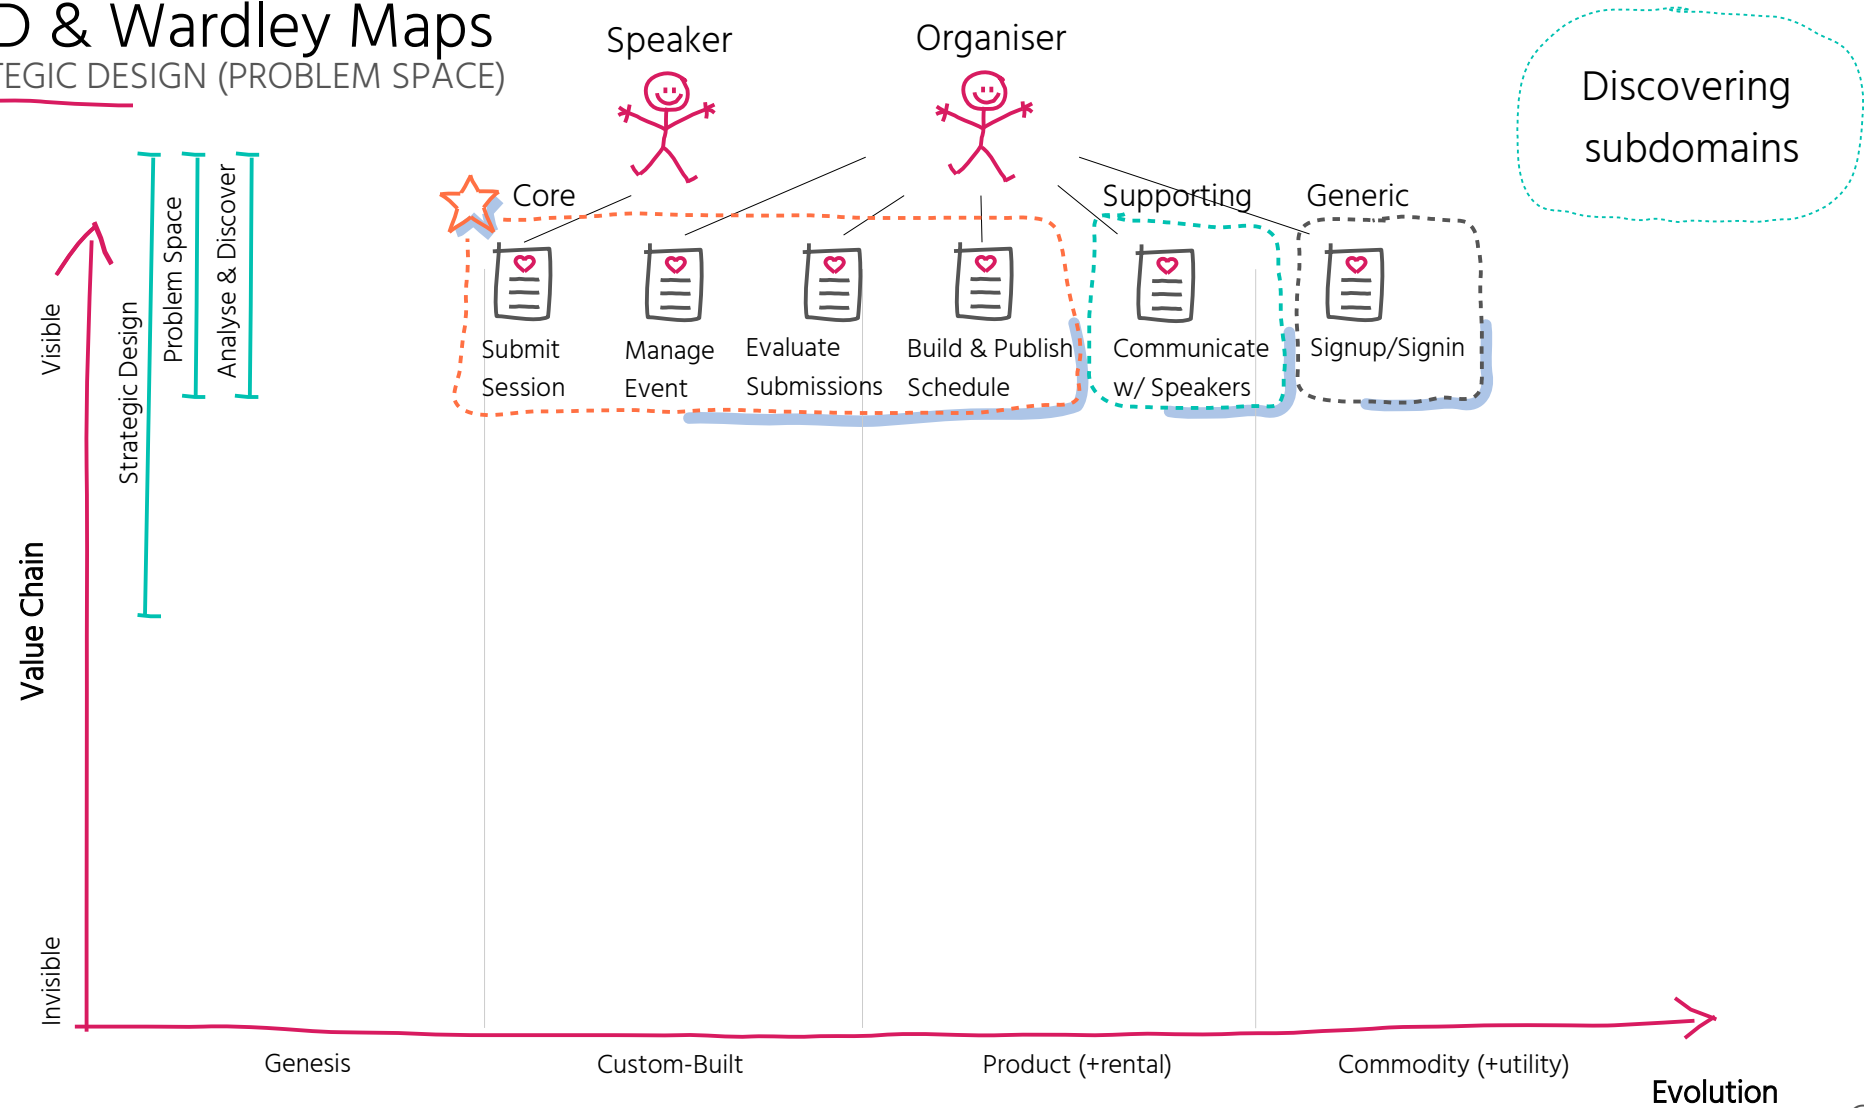 D & Wardley Maps
TEGIC DESIGN (PROBLEM SPACE)
Speaker
Organiser
Discovering
subdomains
Core
Supporting
Generic
Submit
Session
Manage
Event
Evaluate
Submissions
Build & Publish
Schedule
Communicate
w/ Speakers
Signup/Signin
Visible
Strategic Design
Problem Space
Analyse & Discover
Value Chain
Invisible
Genesis
Custom-Built
Product (+rental)
Commodity (+utility)
Evolution